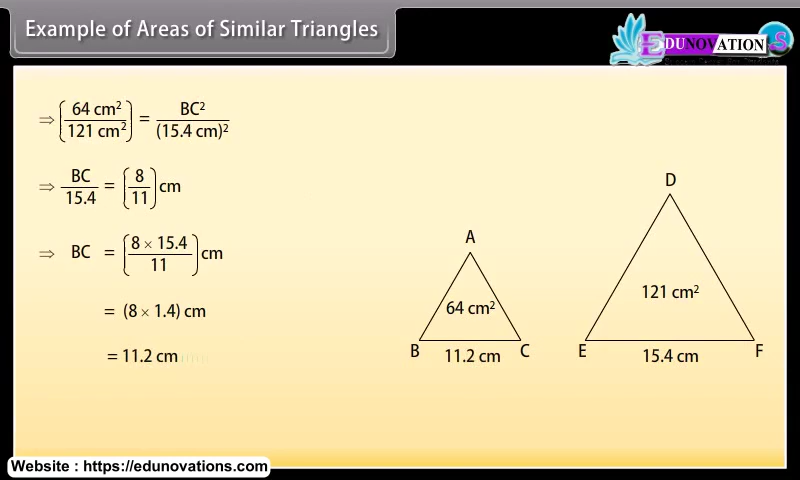 Example of Areas of Similar Triangles
EDUNOVATION.S
⇒ (64 cm² / 121 cm²) = BC² / (15.4 cm)²
⇒ BC / 15.4 = (8 / 11) cm
⇒ BC = (8 × 15.4 / 11) cm
= (8 × 1.4) cm
= 11.2 cm
A
64 cm²
B
11.2 cm
C
D
121 cm²
E
15.4 cm
F
Website : https://edunovations.com